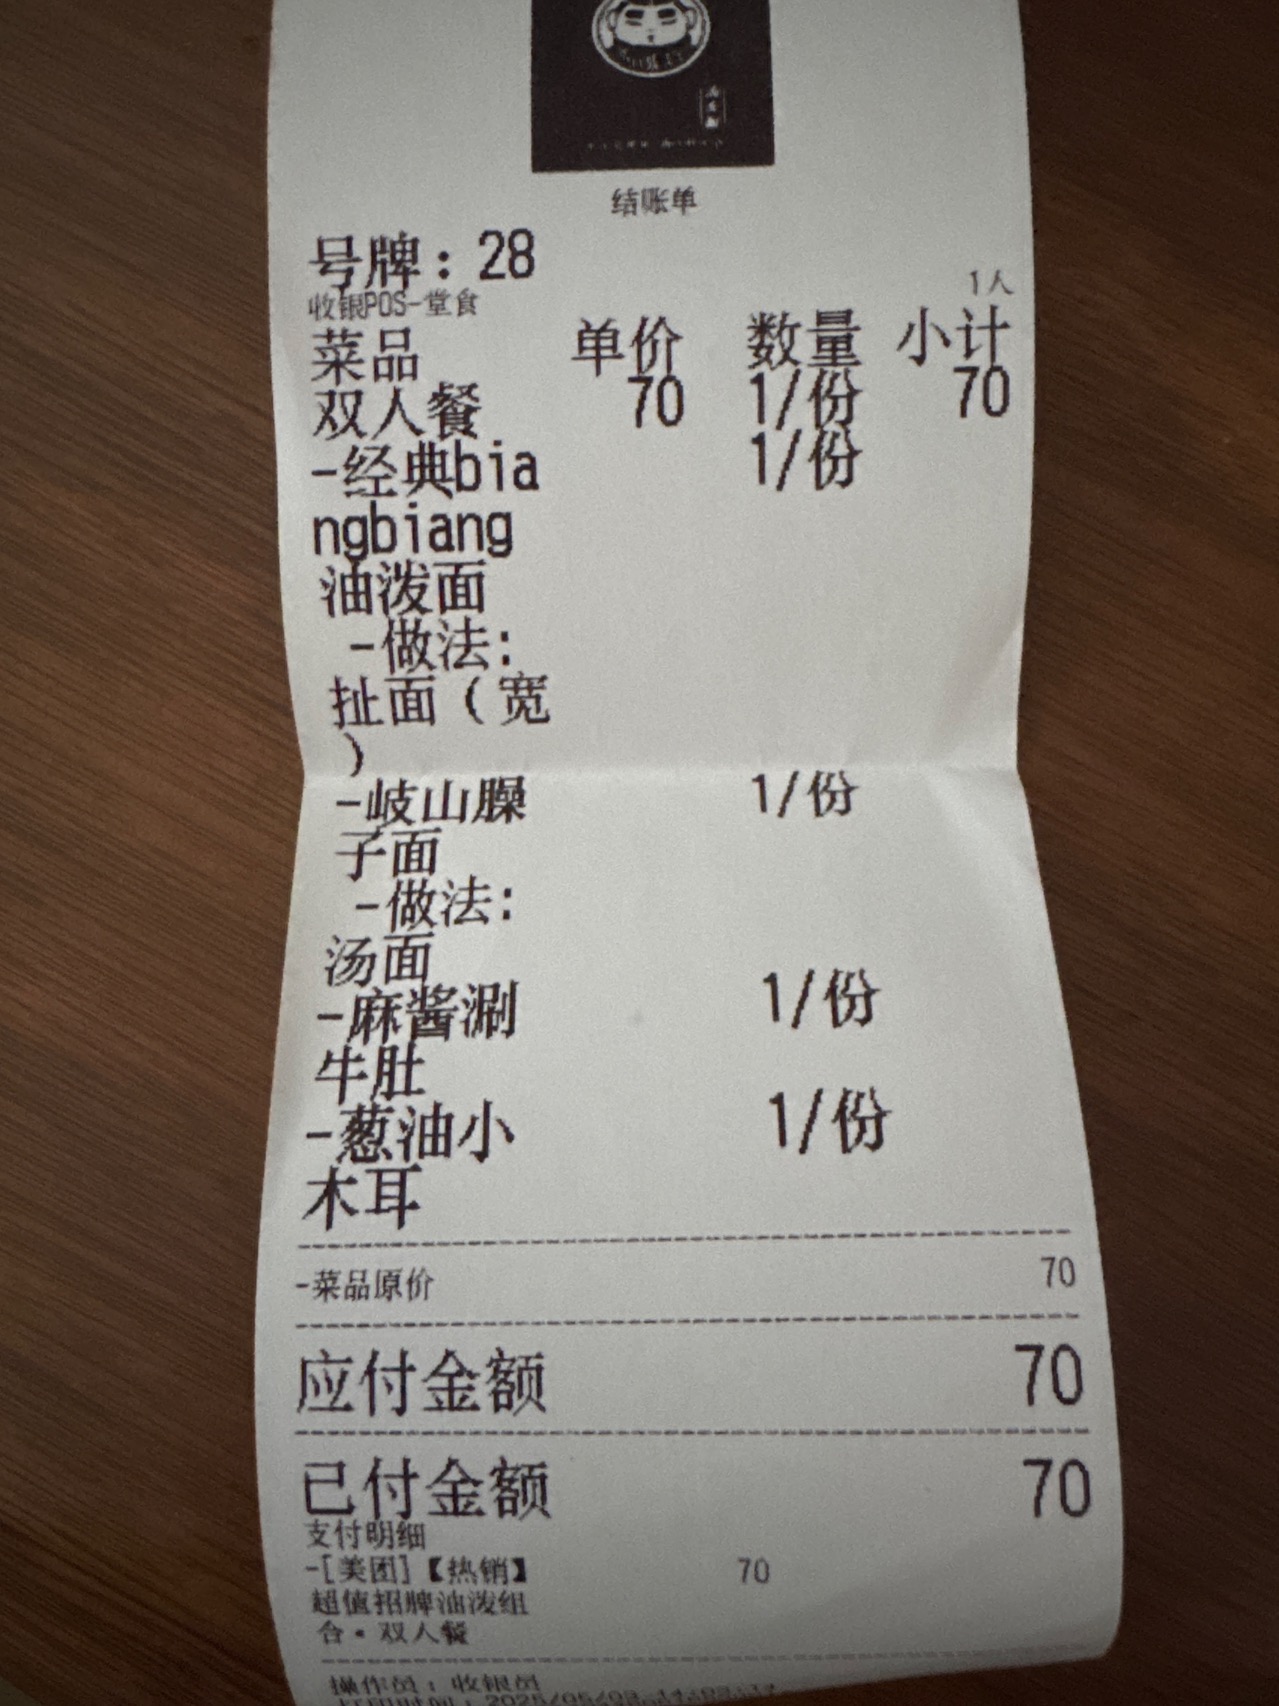 结账单
号牌：28
收银POS-堂食 1人
菜品 单价 数量 小计
双人餐 70 1/份 70
-经典bia 1/份
ngbiang
油泼面
-做法:
扯面（宽
）
-岐山臊 1/份
子面
-做法:
汤面
-麻酱涮 1/份
牛肚
-葱油小 1/份
木耳
-菜品原价 70
应付金额 70
已付金额 70
支付明细
-[美团]【热销】 70
超值招牌油泼组
合·双人餐
操作员：收银员